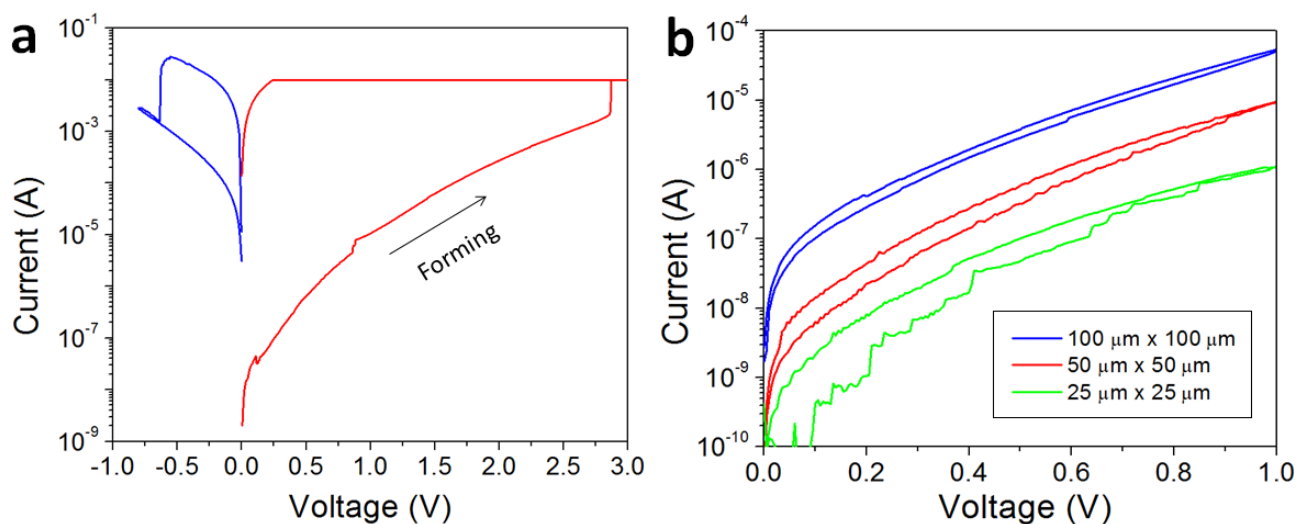 a
Current (A)
10⁻¹
10⁻³
10⁻⁵
10⁻⁷
10⁻⁹
Forming
-1.0 -0.5 0.0 0.5 1.0 1.5 2.0 2.5 3.0
Voltage (V)
b
Current (A)
10⁻⁴
10⁻⁵
10⁻⁶
10⁻⁷
10⁻⁸
10⁻⁹
10⁻¹⁰
100 μm x 100 μm
50 μm x 50 μm
25 μm x 25 μm
0.0 0.2 0.4 0.6 0.8 1.0
Voltage (V)